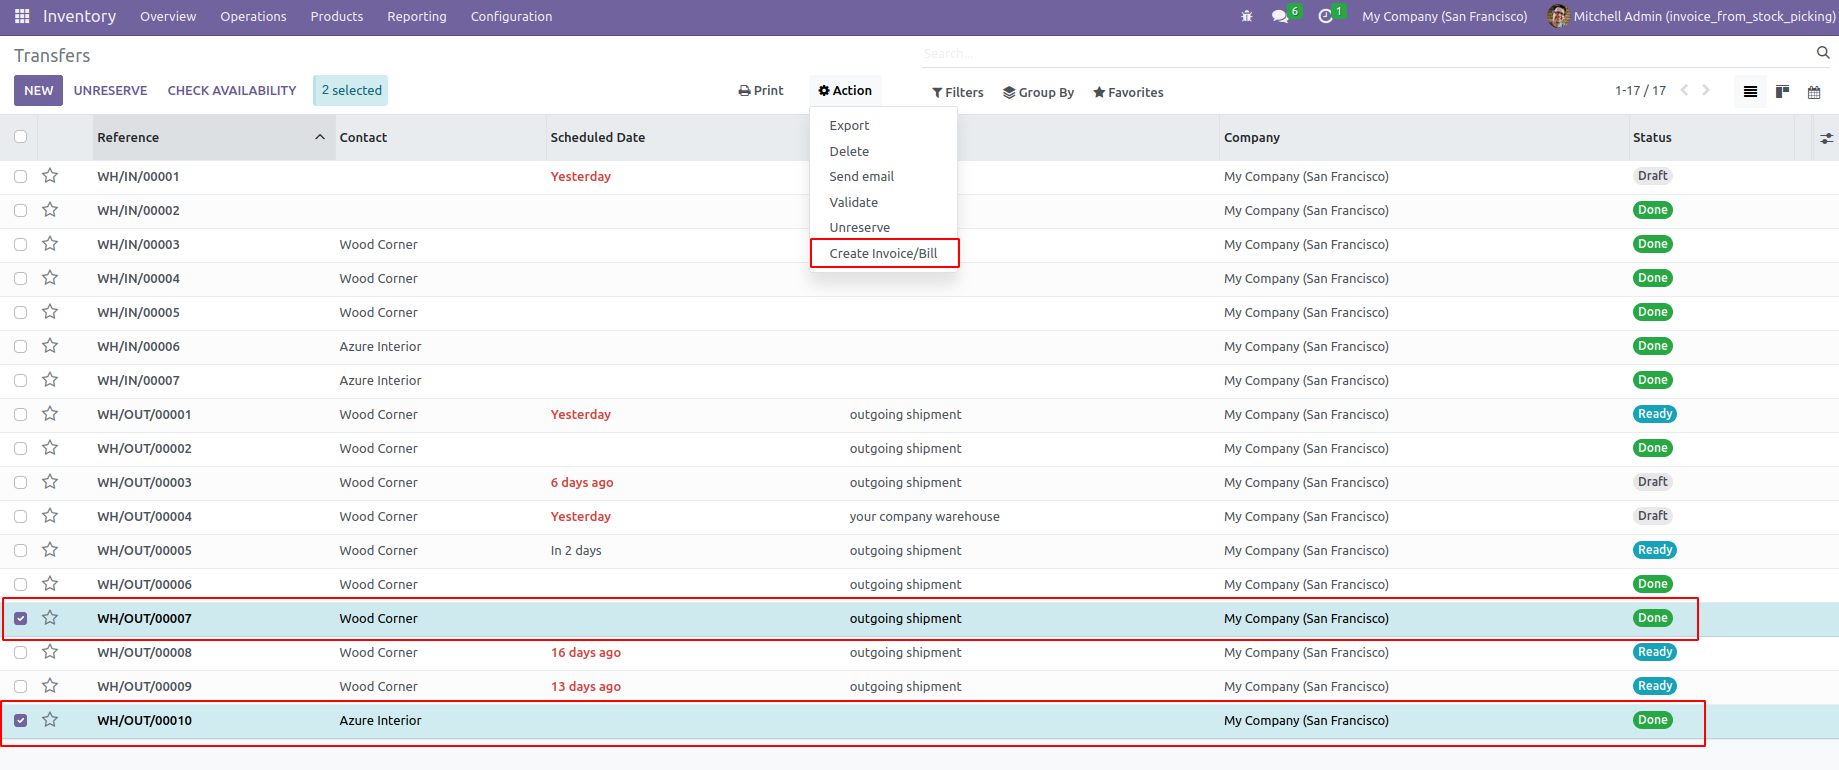 Inventory Overview Operations Products Reporting Configuration 6 1 My Company (San Francisco) Mitchell Admin (invoice_from_stock_picking)
Transfers Search...
NEW UNRESERVE CHECK AVAILABILITY 2 selected Print Action Filters Group By Favorites 1-17 / 17
Export
Delete
Send email
Validate
Unreserve
Create Invoice/Bill
Reference Contact Scheduled Date Company Status
WH/IN/00001 Yesterday My Company (San Francisco) Draft
WH/IN/00002 My Company (San Francisco) Done
WH/IN/00003 Wood Corner My Company (San Francisco) Done
WH/IN/00004 Wood Corner My Company (San Francisco) Done
WH/IN/00005 Wood Corner My Company (San Francisco) Done
WH/IN/00006 Azure Interior My Company (San Francisco) Done
WH/IN/00007 Azure Interior My Company (San Francisco) Done
WH/OUT/00001 Wood Corner Yesterday outgoing shipment My Company (San Francisco) Ready
WH/OUT/00002 Wood Corner outgoing shipment My Company (San Francisco) Done
WH/OUT/00003 Wood Corner 6 days ago outgoing shipment My Company (San Francisco) Draft
WH/OUT/00004 Wood Corner Yesterday your company warehouse My Company (San Francisco) Draft
WH/OUT/00005 Wood Corner In 2 days outgoing shipment My Company (San Francisco) Ready
WH/OUT/00006 Wood Corner outgoing shipment My Company (San Francisco) Done
WH/OUT/00007 Wood Corner outgoing shipment My Company (San Francisco) Done
WH/OUT/00008 Wood Corner 16 days ago outgoing shipment My Company (San Francisco) Ready
WH/OUT/00009 Wood Corner 13 days ago outgoing shipment My Company (San Francisco) Ready
WH/OUT/00010 Azure Interior My Company (San Francisco) Done